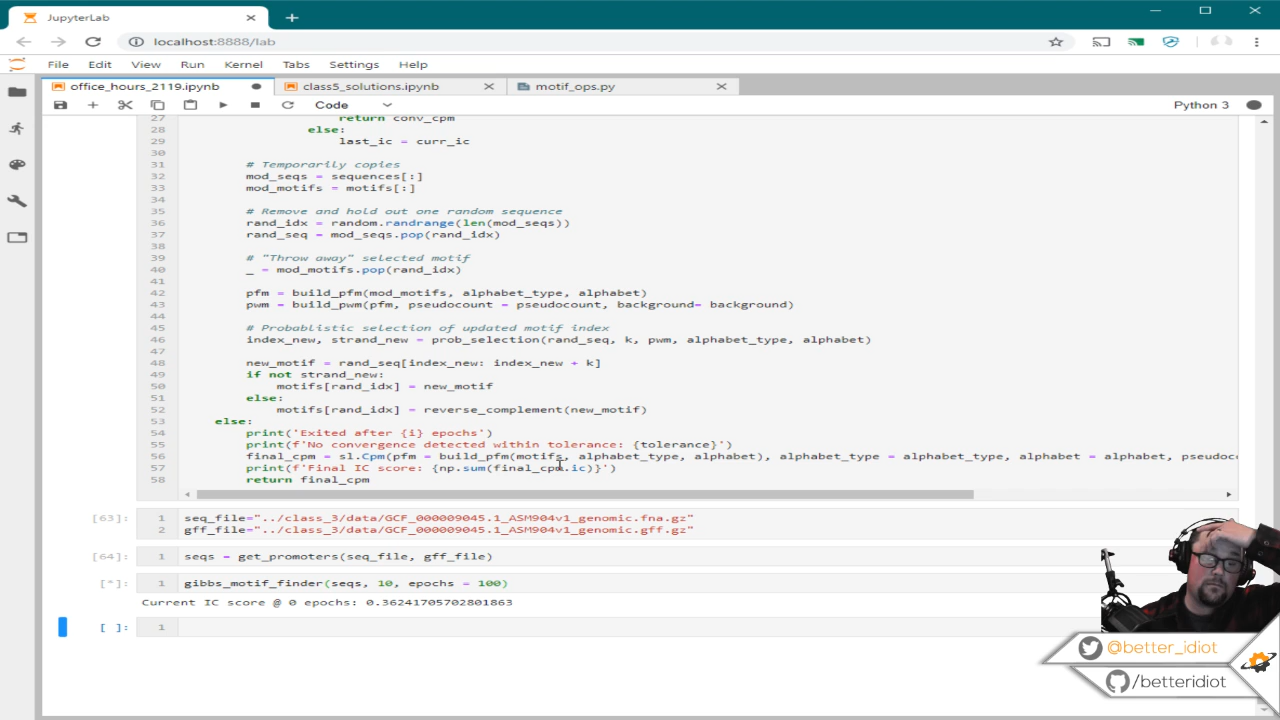 JupyterLab
localhost:8888/lab
File Edit View Run Kernel Tabs Settings Help
office_hours_2119.ipynb class5_solutions.ipynb motif_ops.py
Code Python 3
27 return conv_cpm
28 else:
29 last_ic = curr_ic
30
31 # Temporarily copies
32 mod_seqs = sequences[:]
33 mod_motifs = motifs[:]
34
35 # Remove and hold out one random sequence
36 rand_idx = random.randrange(len(mod_seqs))
37 rand_seq = mod_seqs.pop(rand_idx)
38
39 # "Throw away" selected motif
40 _ = mod_motifs.pop(rand_idx)
41
42 pfm = build_pfm(mod_motifs, alphabet_type, alphabet)
43 pwm = build_pwm(pfm, pseudocount = pseudocount, background= background)
44
45 # Probablistic selection of updated motif index
46 index_new, strand_new = prob_selection(rand_seq, k, pwm, alphabet_type, alphabet)
47
48 new_motif = rand_seq[index_new: index_new + k]
49 if not strand_new:
50 motifs[rand_idx] = new_motif
51 else:
52 motifs[rand_idx] = reverse_complement(new_motif)
53 else:
54 print('Exited after {i} epochs')
55 print(f'No convergence detected within tolerance: {tolerance}')
56 final_cpm = sl.Cpm(pfm = build_pfm(motifs, alphabet_type, alphabet), alphabet_type = alphabet_type, alphabet = alphabet, pseudoco
57 print(f'Final IC score: {np.sum(final_cpm.ic)}')
58 return final_cpm
[63]: 1 seq_file="../class_3/data/GCF_000009045.1_ASM904v1_genomic.fna.gz"
2 gff_file="../class_3/data/GCF_000009045.1_ASM904v1_genomic.gff.gz"
[64]: 1 seqs = get_promoters(seq_file, gff_file)
[*]: 1 gibbs_motif_finder(seqs, 10, epochs = 100)
Current IC score @ 0 epochs: 0.36241705702801863
[ ]: 1
@better_idiot
/betteridiot